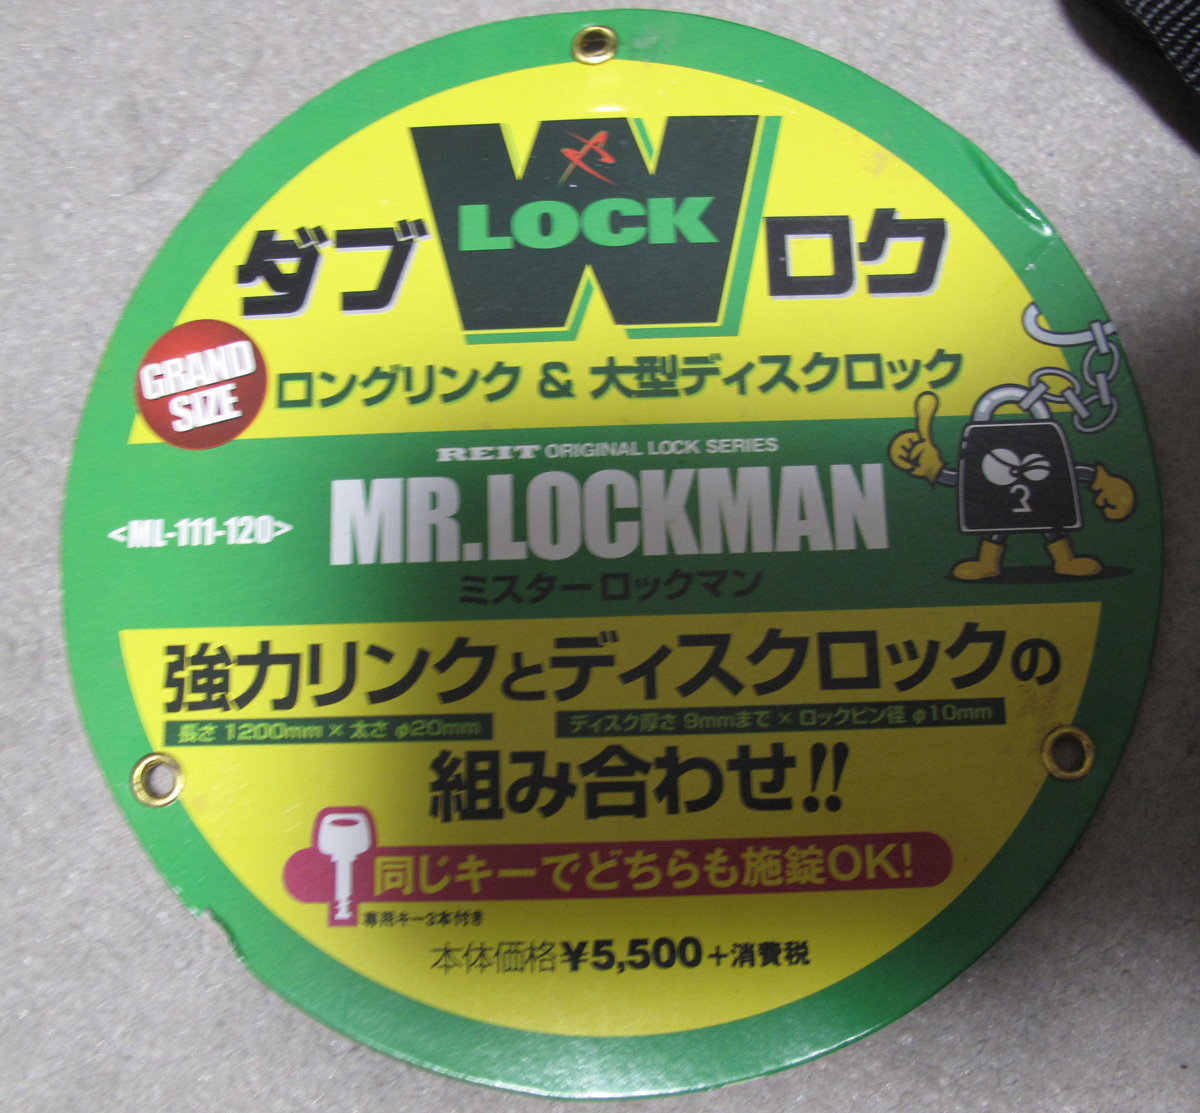 ダブ W LOCK ロク
GRAND SIZE
ロングリンク & 大型ディスクロック
REIT ORIGINAL LOCK SERIES
<ML-111-120>
MR.LOCKMAN
ミスターロックマン
強力リンクとディスクロックの
長さ 1200mm × 太さ φ20mm
ディスク厚さ 9mmまで × ロックピン径 φ10mm
組み合わせ!!
同じキーでどちらも施錠OK!
専用キー3本付き
本体価格¥5,500+消費税